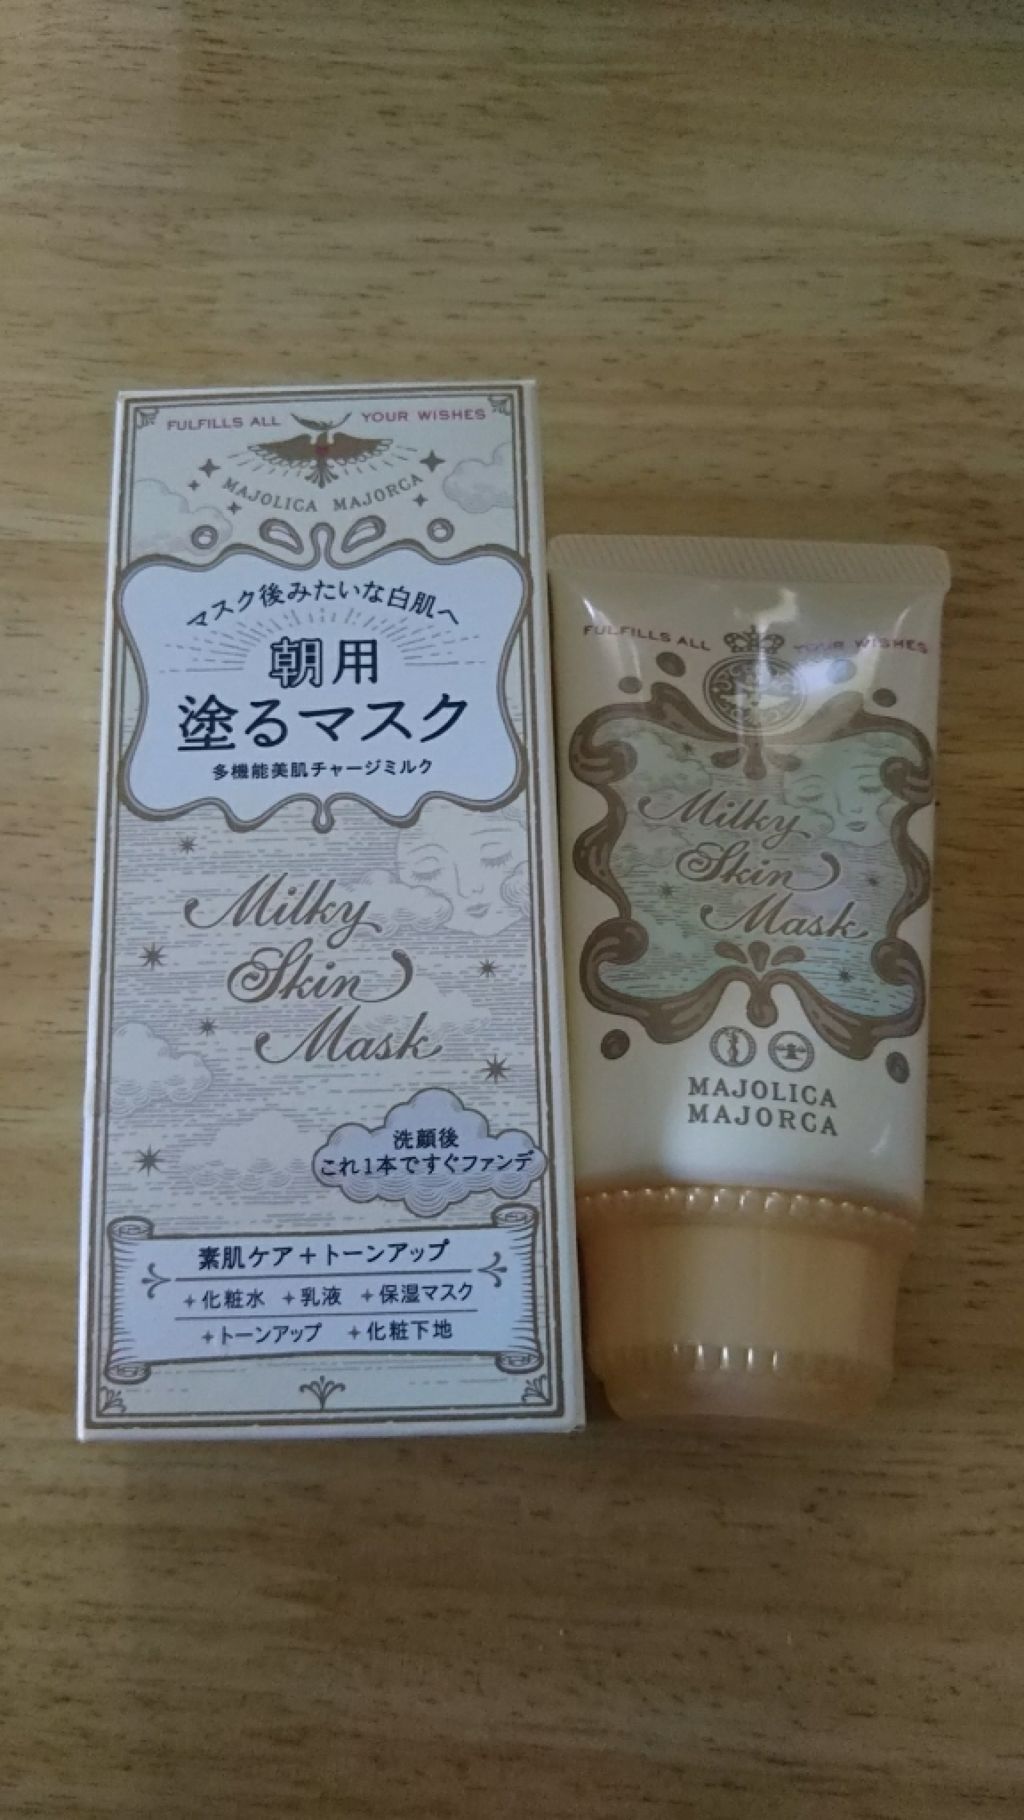 FULFILLS ALL YOUR WISHES
MAJOLICA MAJORCA
マスク後みたいな白肌へ
朝用
塗るマスク
多機能美肌チャージミルク
Milky
Skin
Mask
洗顔後
これ1本ですぐファンデ
素肌ケア+トーンアップ
+化粧水 +乳液 +保湿マスク
+トーンアップ +化粧下地
FULFILLS ALL YOUR WISHES
Milky
Skin
Mask
MAJOLICA
MAJORCA